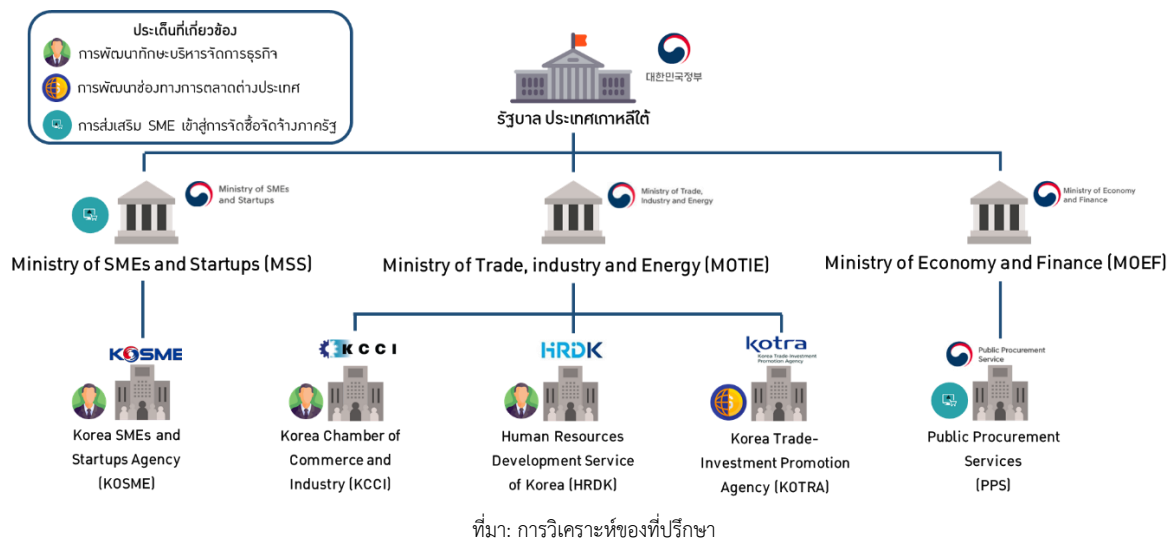 ประเด็นที่เกี่ยวข้อง
การพัฒนาทักษะบริหารจัดการธุรกิจ
การพัฒนาช่องทางการตลาดต่างประเทศ
การส่งเสริม SME เข้าสู่การจัดซื้อจัดจ้างภาครัฐ
대한민국정부
รัฐบาล ประเทศเกาหลีใต้
Ministry of SMEs
and Startups
Ministry of SMEs and Startups (MSS)
Ministry of Trade,
Industry and Energy
Ministry of Trade, industry and Energy (MOTIE)
Ministry of Economy
and Finance
Ministry of Economy and Finance (MOEF)
KOSME
Korea SMEs and
Startups Agency
(KOSME)
KCCI
Korea Chamber of
Commerce and
Industry (KCCI)
HRDK
Human Resources
Development Service
of Korea (HRDK)
kotra
Korea Trade-Investment
Promotion Agency
Korea Trade-
Investment Promotion
Agency (KOTRA)
Public Procurement
Service
Public Procurement
Services
(PPS)
ที่มา: การวิเคราะห์ของที่ปรึกษา